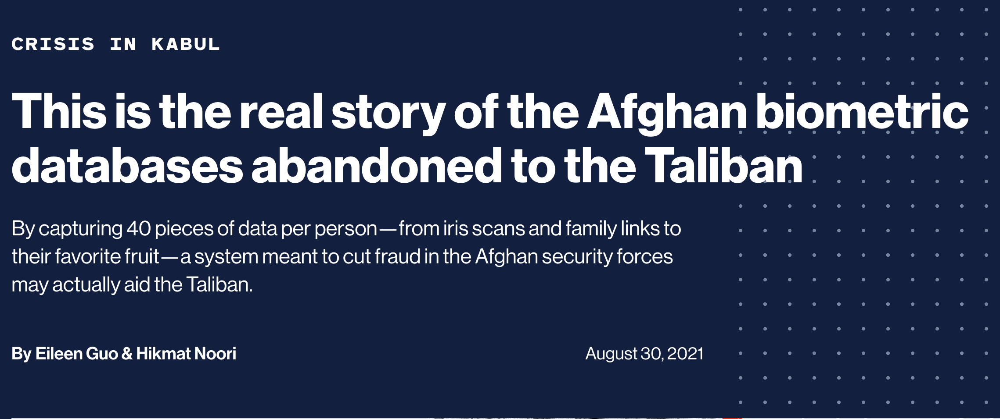 CRISIS IN KABUL
This is the real story of the Afghan biometric
databases abandoned to the Taliban
By capturing 40 pieces of data per person—from iris scans and family links to
their favorite fruit—a system meant to cut fraud in the Afghan security forces
may actually aid the Taliban.
By Eileen Guo & Hikmat Noori
August 30, 2021